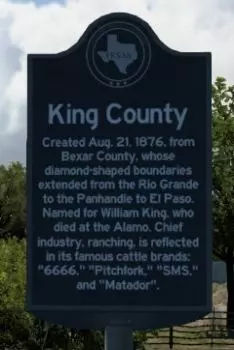 TEXAS
King County
Created Aug. 21, 1876, from
Bexar County, whose
diamond-shaped boundaries
extended from the Rio Grande
to the Panhandle to El Paso.
Named for William King, who
died at the Alamo. Chief
industry, ranching, is reflected
in its famous cattle brands:
"6666," "Pitchfork," "SMS,"
and "Matador".